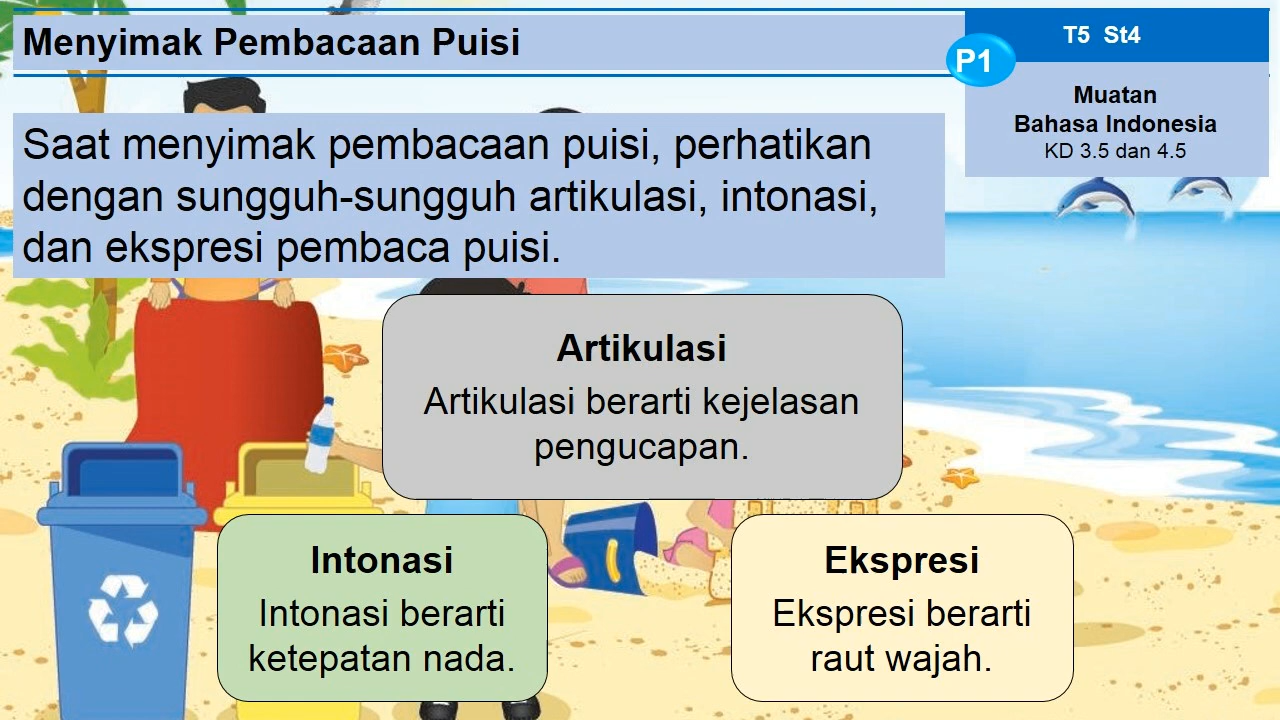 Menyimak Pembacaan Puisi
T5 St4
P1
Muatan
Bahasa Indonesia
KD 3.5 dan 4.5
Saat menyimak pembacaan puisi, perhatikan
dengan sungguh-sungguh artikulasi, intonasi,
dan ekspresi pembaca puisi.
Artikulasi
Artikulasi berarti kejelasan
pengucapan.
Intonasi
Intonasi berarti
ketepatan nada.
Ekspresi
Ekspresi berarti
raut wajah.